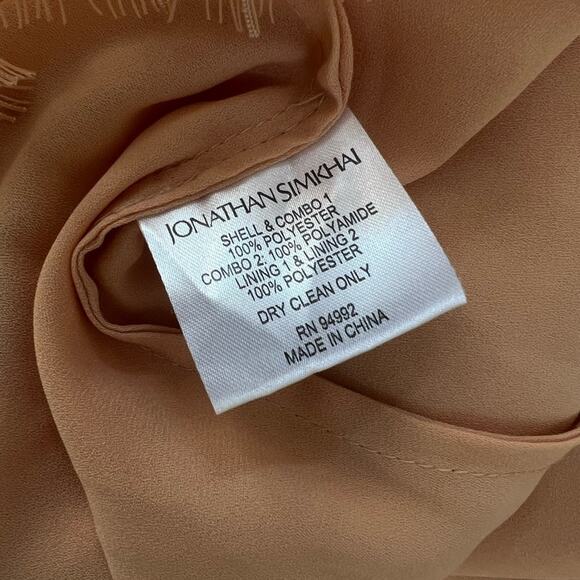 JONATHAN SIMKHAI
SHELL & COMBO 1
100% POLYESTER
COMBO 2: 100% POLYAMIDE
LINING 1 & LINING 2
100% POLYESTER
DRY CLEAN ONLY
RN 94992
MADE IN CHINA